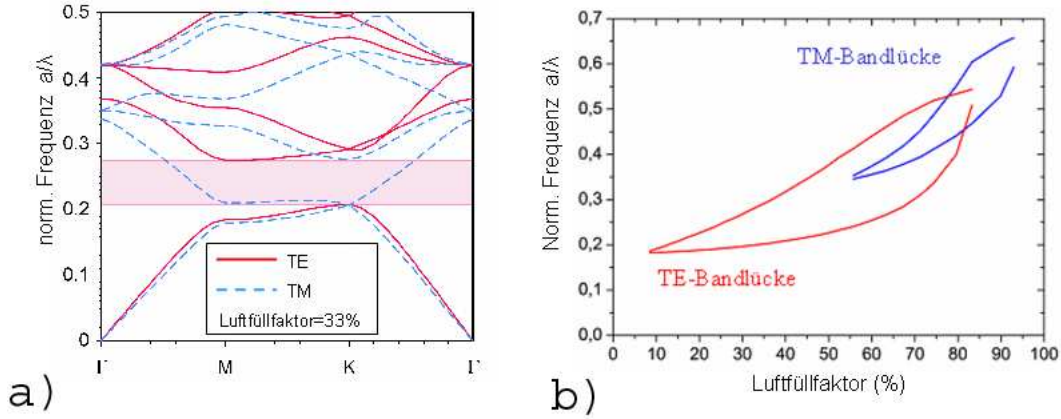 0.5
0.4
0.3
0.2
0.1
0
norm. Frequenz a/λ
TE
TM
Luftfüllfaktor=33%
Γ
M
K
Γ
a)
0,7
0,6
0,5
0,4
0,3
0,2
0,1
0,0
Norm. Frequenz a/λ
TM-Bandlücke
TE-Bandlücke
0
10
20
30
40
50
60
70
80
90
100
Luftfüllfaktor (%)
b)